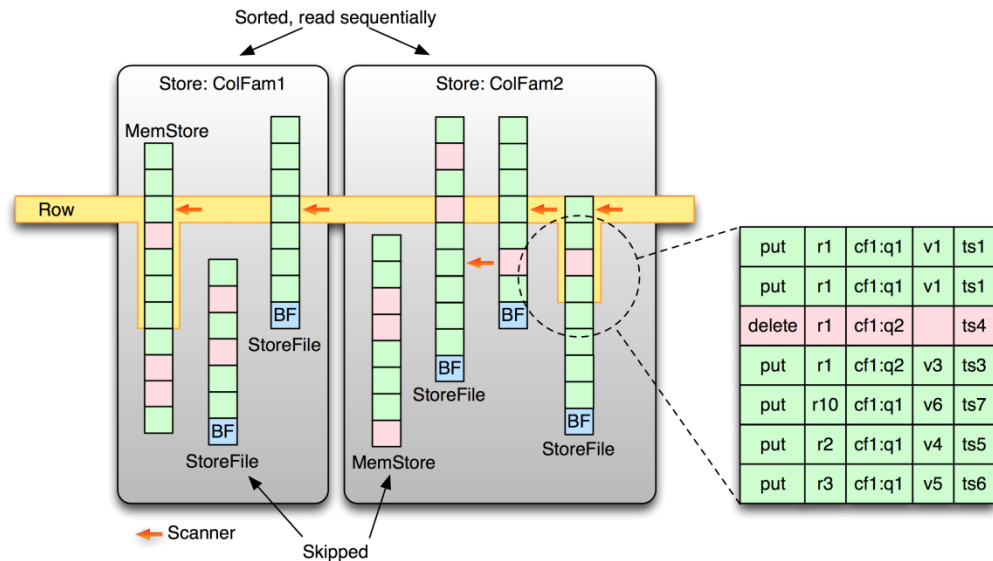 Sorted, read sequentially
Store: ColFam1
Store: ColFam2
MemStore
Row
BF
StoreFile
BF
StoreFile
BF
StoreFile
BF
StoreFile
MemStore
BF
StoreFile
Scanner
Skipped
put r1 cf1:q1 v1 ts1
put r1 cf1:q1 v1 ts1
delete r1 cf1:q2 ts4
put r1 cf1:q2 v3 ts3
put r10 cf1:q1 v6 ts7
put r2 cf1:q1 v4 ts5
put r3 cf1:q1 v5 ts6